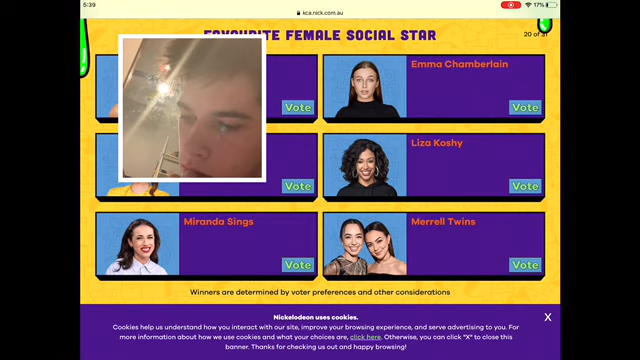 5:39
kca.nick.com.au
17%
FAVOURITE FEMALE SOCIAL STAR
20 of 31
Vote
Emma Chamberlain
Vote
Vote
Liza Koshy
Vote
Miranda Sings
Vote
Merrell Twins
Vote
Winners are determined by voter preferences and other considerations
Nickelodeon uses cookies.
X
Cookies help us understand how you interact with our site, improve your browsing experience, and serve advertising to you. For
more information about how we use cookies and what your choices are, click here. Otherwise, you can click "X" to close this
banner. Thanks for checking us out and happy browsing!